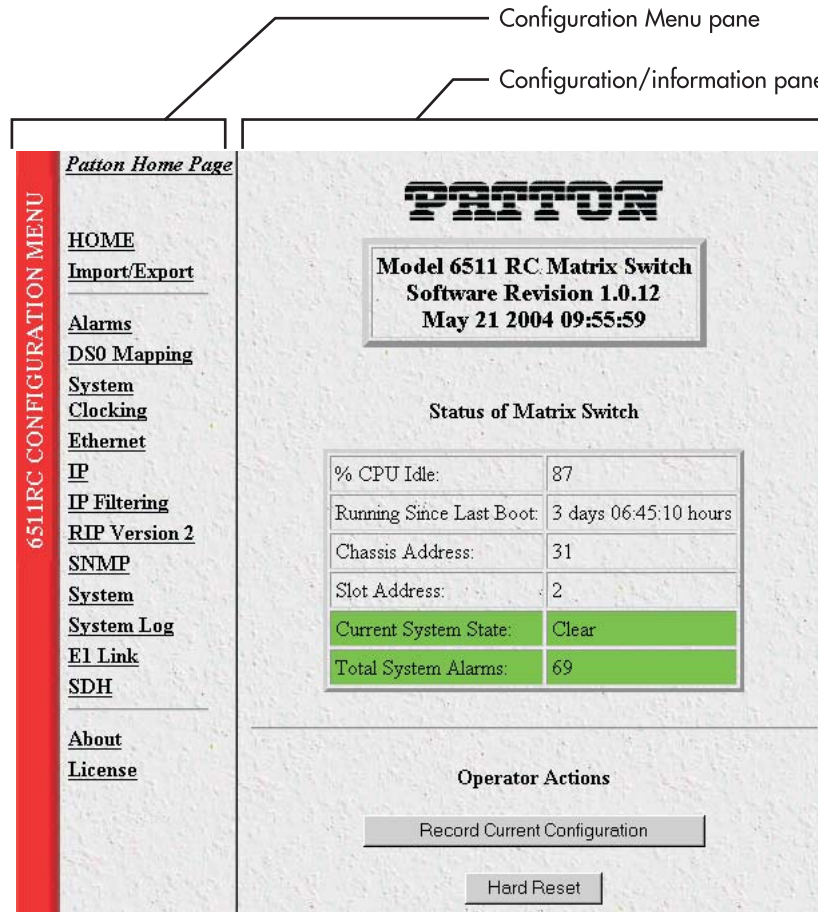 Configuration Menu pane
Configuration/information pane
6511RC CONFIGURATION MENU
Patton Home Page
HOME
Import/Export
Alarms
DS0 Mapping
System
Clocking
Ethernet
IP
IP Filtering
RIP Version 2
SNMP
System
System Log
E1 Link
SDH
About
License
PATTON
Model 6511 RC Matrix Switch
Software Revision 1.0.12
May 21 2004 09:55:59
Status of Matrix Switch
% CPU Idle: 87
Running Since Last Boot: 3 days 06:45:10 hours
Chassis Address: 31
Slot Address: 2
Current System State: Clear
Total System Alarms: 69
Operator Actions
Record Current Configuration
Hard Reset